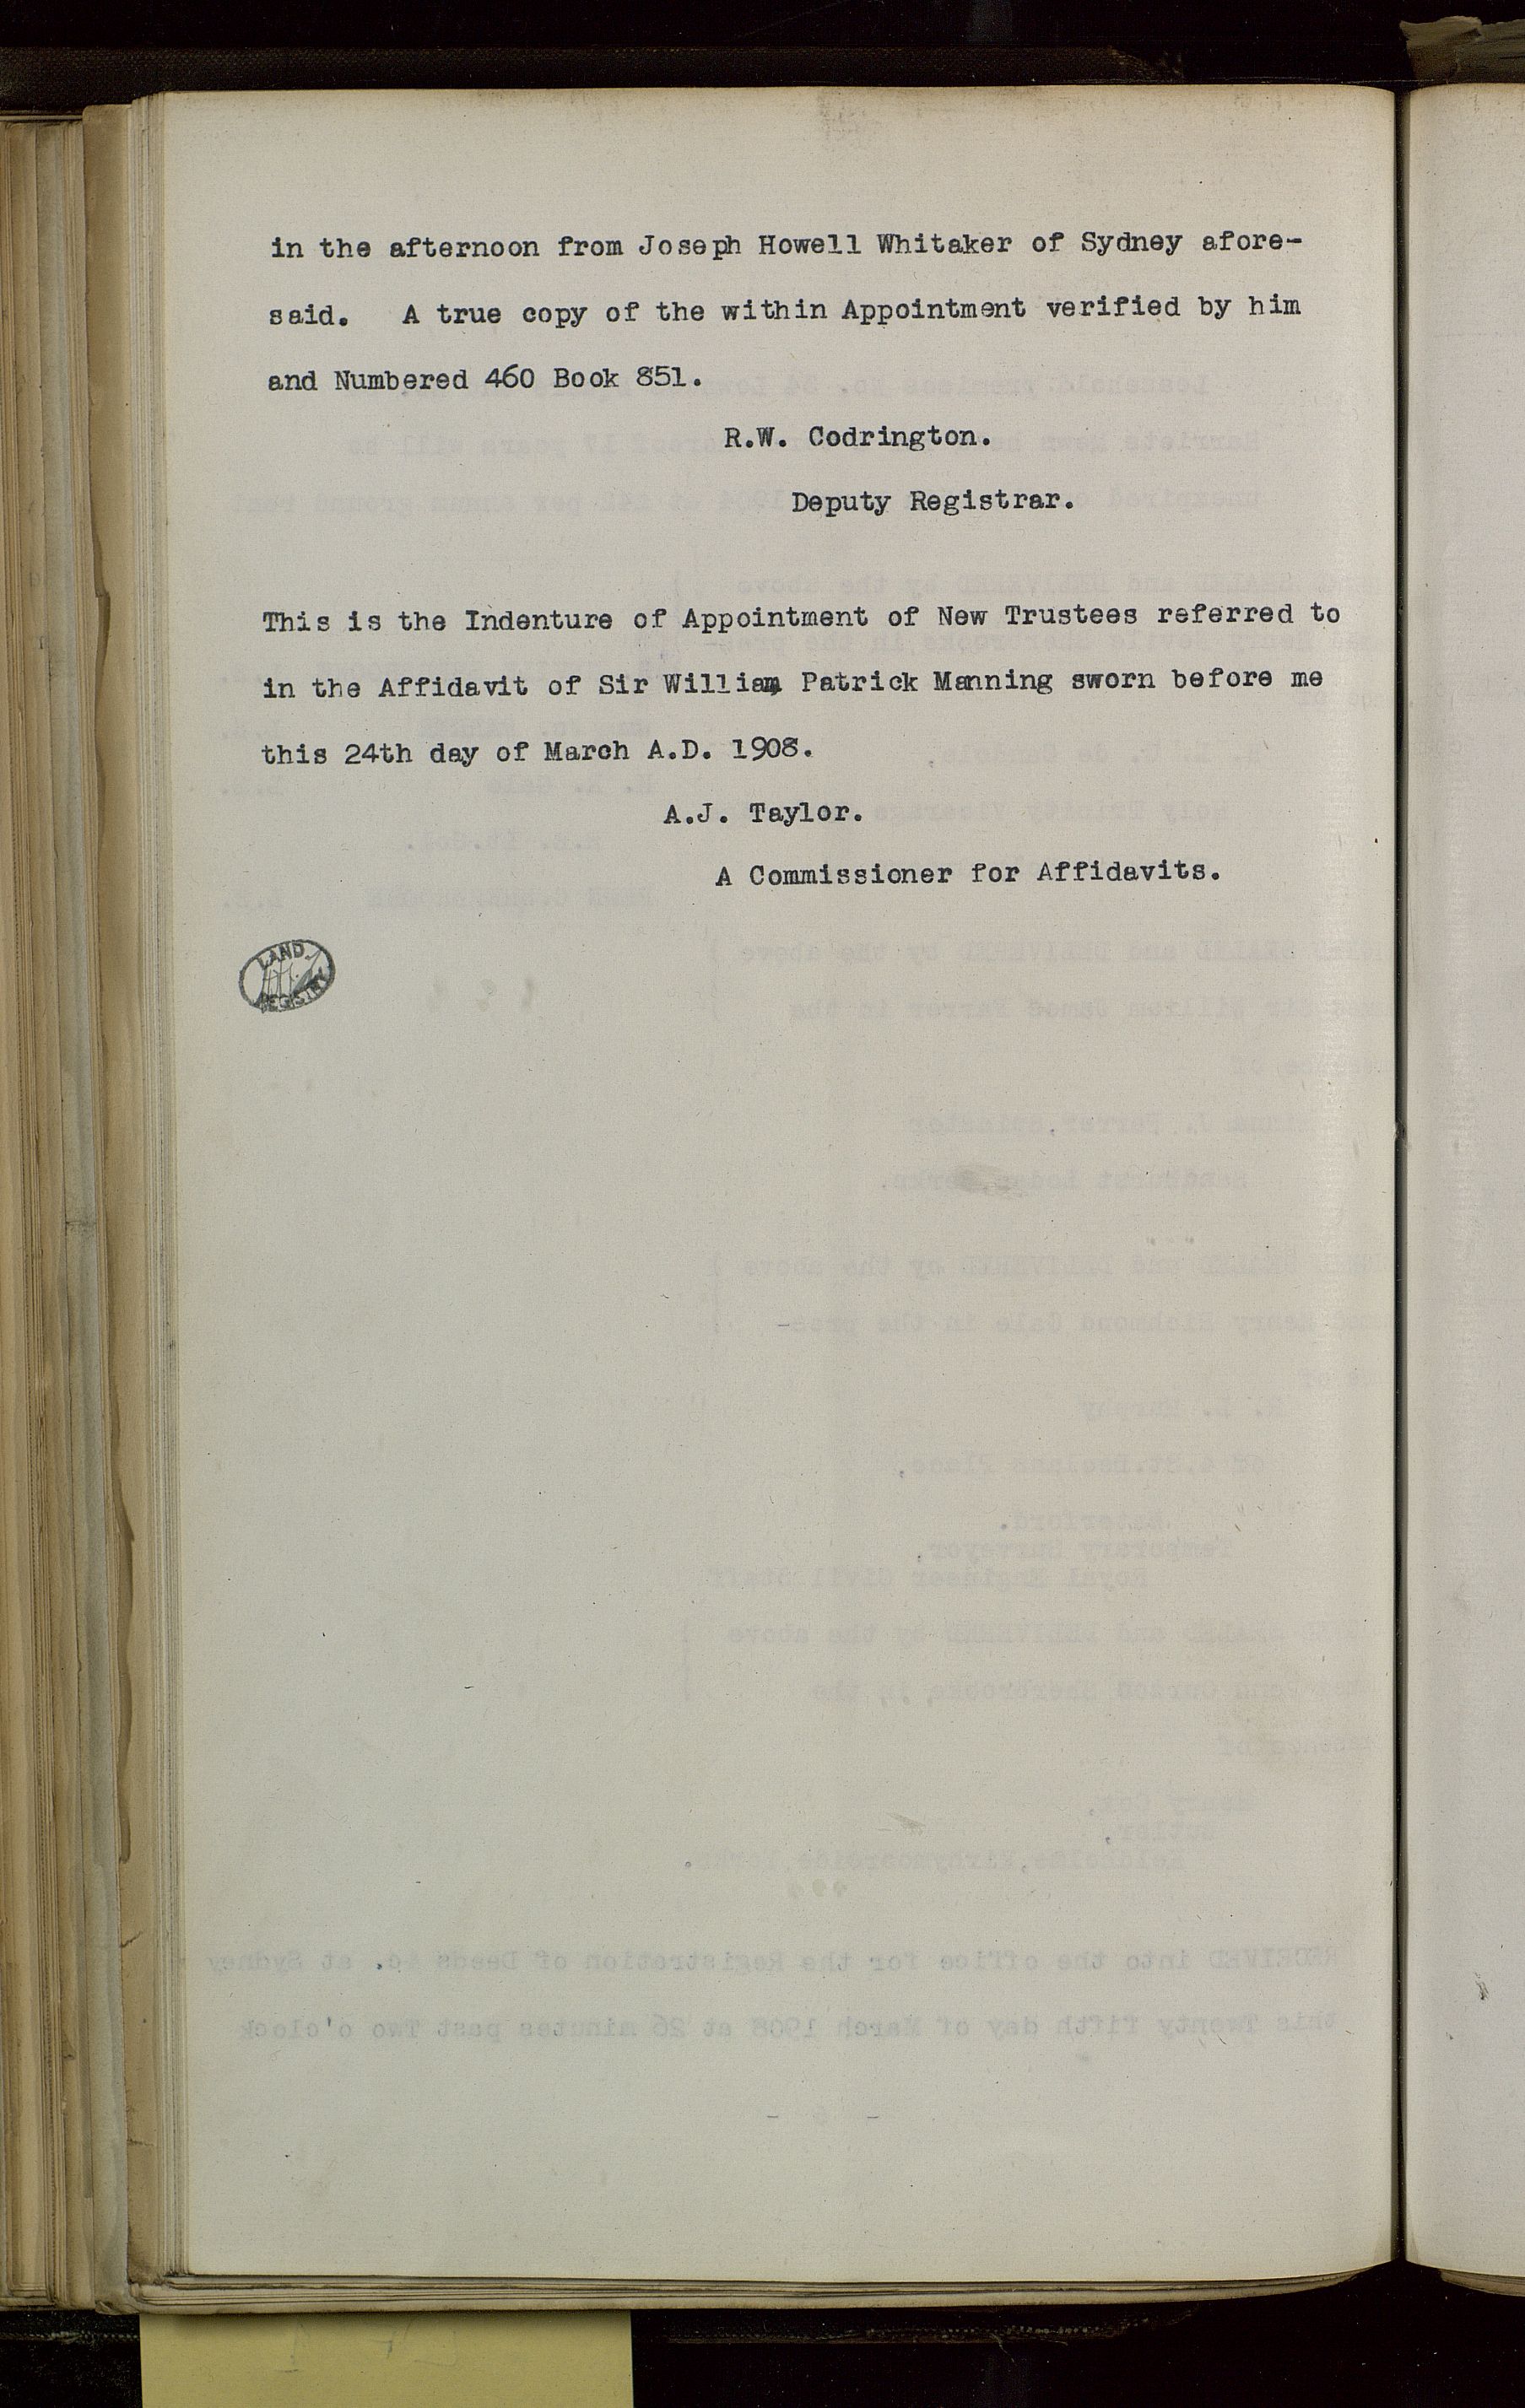 in the afternoon from Joseph Howell Whitaker of Sydney afore-
said. A true copy of the within Appointment verified by him
and Numbered 460 Book 851.
R.W. Codrington.
Deputy Registrar.
This is the Indenture of Appointment of New Trustees referred to
in the Affidavit of Sir William Patrick Manning sworn before me
this 24th day of March A.D. 1908.
A.J. Taylor.
A Commissioner for Affidavits.
LAND
REGISTRY